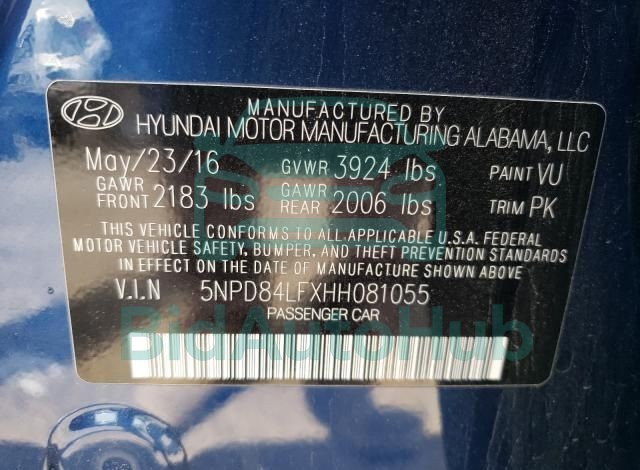 MANUFACTURED BY
HYUNDAI MOTOR MANUFACTURING ALABAMA, LLC
May/23/16 GVWR 3924 lbs PAINT VU
GAWR FRONT 2183 lbs GAWR REAR 2006 lbs TRIM PK
THIS VEHICLE CONFORMS TO ALL APPLICABLE U.S.A. FEDERAL
MOTOR VEHICLE SAFETY, BUMPER, AND THEFT PREVENTION STANDARDS
IN EFFECT ON THE DATE OF MANUFACTURE SHOWN ABOVE.
V.I.N 5NPD84LFXHH081055
PASSENGER CAR
BidAutoHub